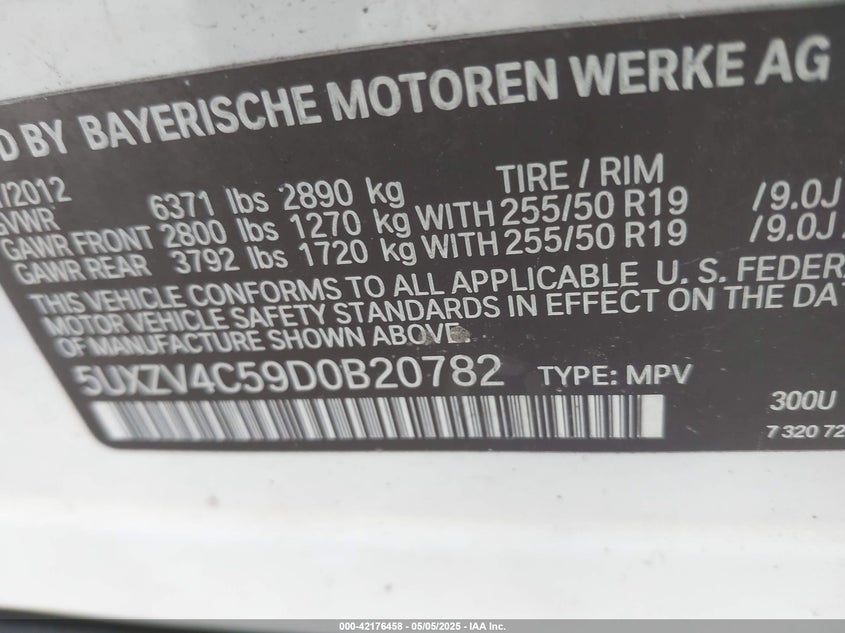 D BY BAYERISCHE MOTOREN WERKE AG
/2012
GVWR 6371 lbs 2890 kg TIRE / RIM
GAWR FRONT 2800 lbs 1270 kg WITH 255/50 R19 /9.0J
GAWR REAR 3792 lbs 1720 kg WITH 255/50 R19 /9.0J
THIS VEHICLE CONFORMS TO ALL APPLICABLE U. S. FEDER
MOTOR VEHICLE SAFETY STANDARDS IN EFFECT ON THE DA
OF MANUFACTURE SHOWN ABOVE.
5UXZV4C59D0B20782 TYPE: MPV
300U
7 320 72
000-42176458 - 05/05/2025 - IAA Inc.